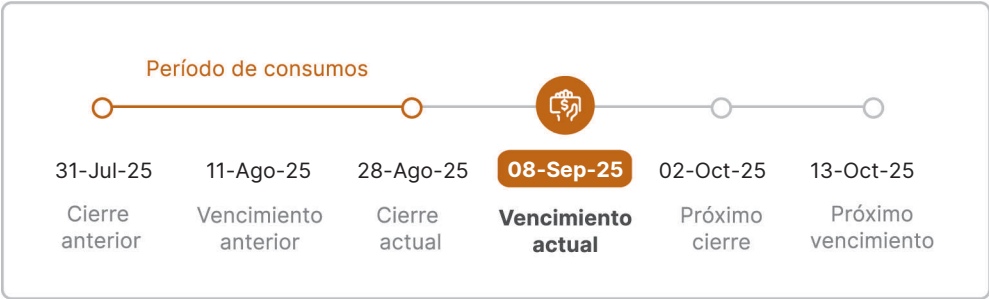 Período de consumos
$
31-Jul-25 11-Ago-25 28-Ago-25 08-Sep-25 02-Oct-25 13-Oct-25
Cierre Vencimiento Cierre Vencimiento Próximo Próximo
anterior anterior actual actual cierre vencimiento